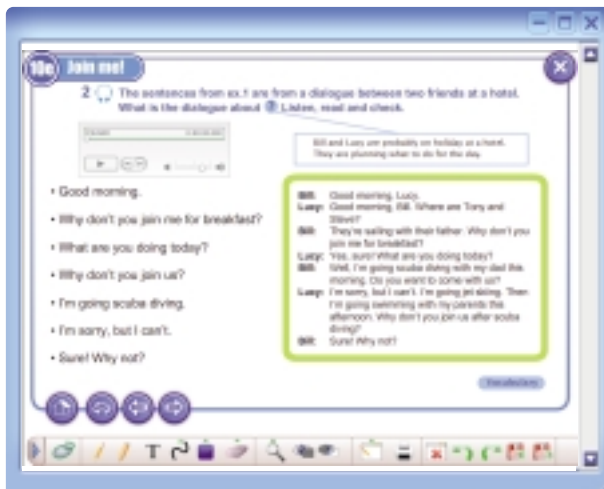 10e Join me!
2 The sentences from ex.1 are from a dialogue between two friends at a hotel.
What is the dialogue about? Listen, read and check.
Bill and Lucy are probably on holiday at a hotel.
They are planning what to do for the day.
• Good morning.
• Why don't you join me for breakfast?
• What are you doing today?
• Why don't you join us?
• I'm going scuba diving.
• I'm sorry, but I can't.
• Sure! Why not?
Bill: Good morning, Lucy.
Lucy: Good morning, Bill. Where are Tony and
Steve?
Bill: They're sailing with their father. Why don't you
join me for breakfast?
Lucy: Yes, sure! What are you doing today?
Bill: Well, I'm going scuba diving with my dad this
morning. Do you want to come with us?
Lucy: I'm sorry, but I can't. I'm going jet skiing. Then
I'm going swimming with my parents this
afternoon. Why don't you join us after scuba
diving?
Bill: Sure! Why not?
Vocabulary
T